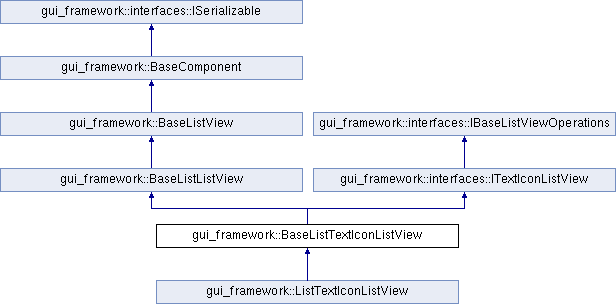 gui_framework::interfaces::ISerializable
gui_framework::BaseComponent
gui_framework::BaseListView
gui_framework::interfaces::IBaseListViewOperations
gui_framework::BaseListListView
gui_framework::interfaces::ITextIconListView
gui_framework::BaseListTextIconListView
gui_framework::ListTextIconListView